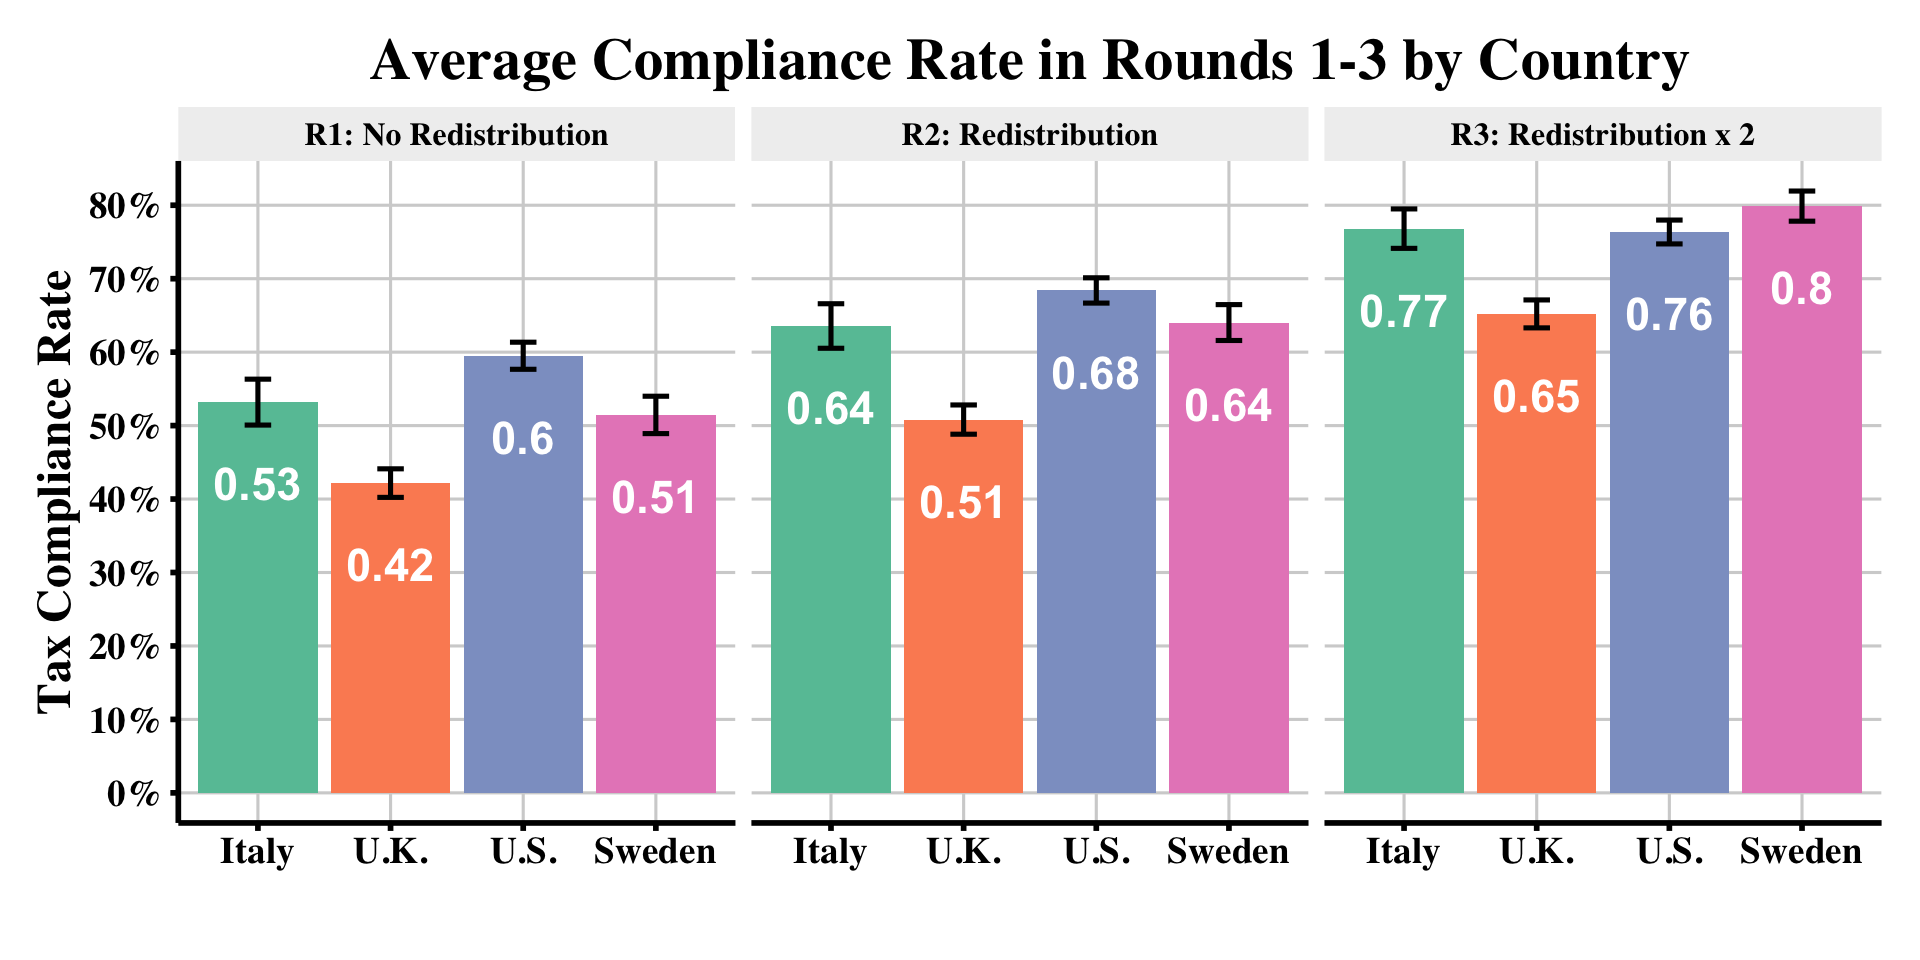 Average Compliance Rate in Rounds 1-3 by Country
R1: No Redistribution
R2: Redistribution
R3: Redistribution x 2
Tax Compliance Rate
80%
70%
60%
50%
40%
30%
20%
10%
0%
0.53
0.42
0.6
0.51
0.64
0.51
0.68
0.64
0.77
0.65
0.76
0.8
Italy U.K. U.S. Sweden
Italy U.K. U.S. Sweden
Italy U.K. U.S. Sweden